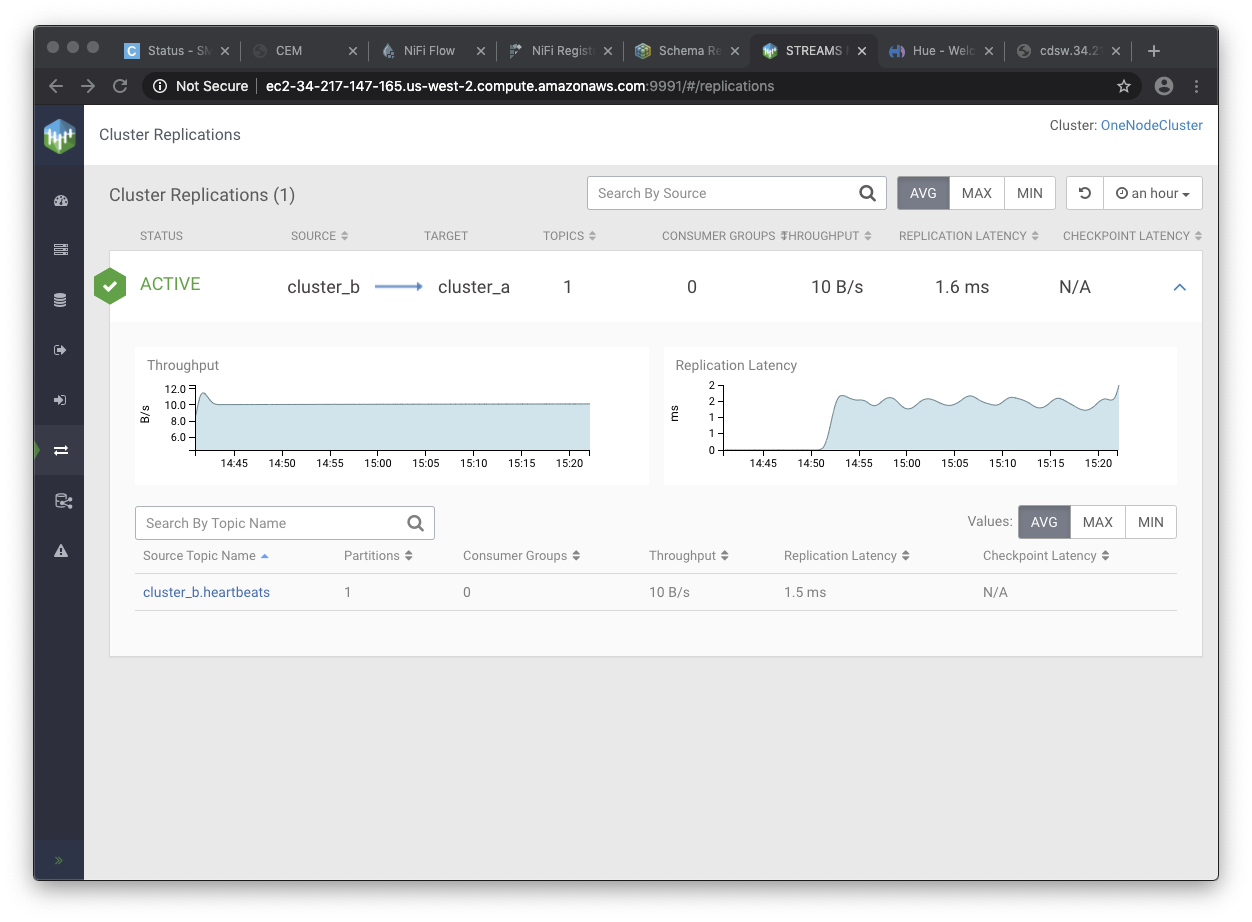 Status - SM
CEM
NiFi Flow
NiFi Regist
Schema Re
STREAMS
Hue - Welc
cdsw.34.21
Not Secure
ec2-34-217-147-165.us-west-2.compute.amazonaws.com:9991/#/replications
Cluster Replications
Cluster: OneNodeCluster
Cluster Replications (1)
Search By Source
AVG MAX MIN
an hour
STATUS SOURCE TARGET TOPICS CONSUMER GROUPS THROUGHPUT REPLICATION LATENCY CHECKPOINT LATENCY
ACTIVE cluster_b cluster_a 1 0 10 B/s 1.6 ms N/A
Throughput
B/s
12.0
10.0
8.0
6.0
14:45 14:50 14:55 15:00 15:05 15:10 15:15 15:20
Replication Latency
ms
2
2
1
1
0
14:45 14:50 14:55 15:00 15:05 15:10 15:15 15:20
Search By Topic Name
Values: AVG MAX MIN
Source Topic Name Partitions Consumer Groups Throughput Replication Latency Checkpoint Latency
cluster_b.heartbeats 1 0 10 B/s 1.5 ms N/A